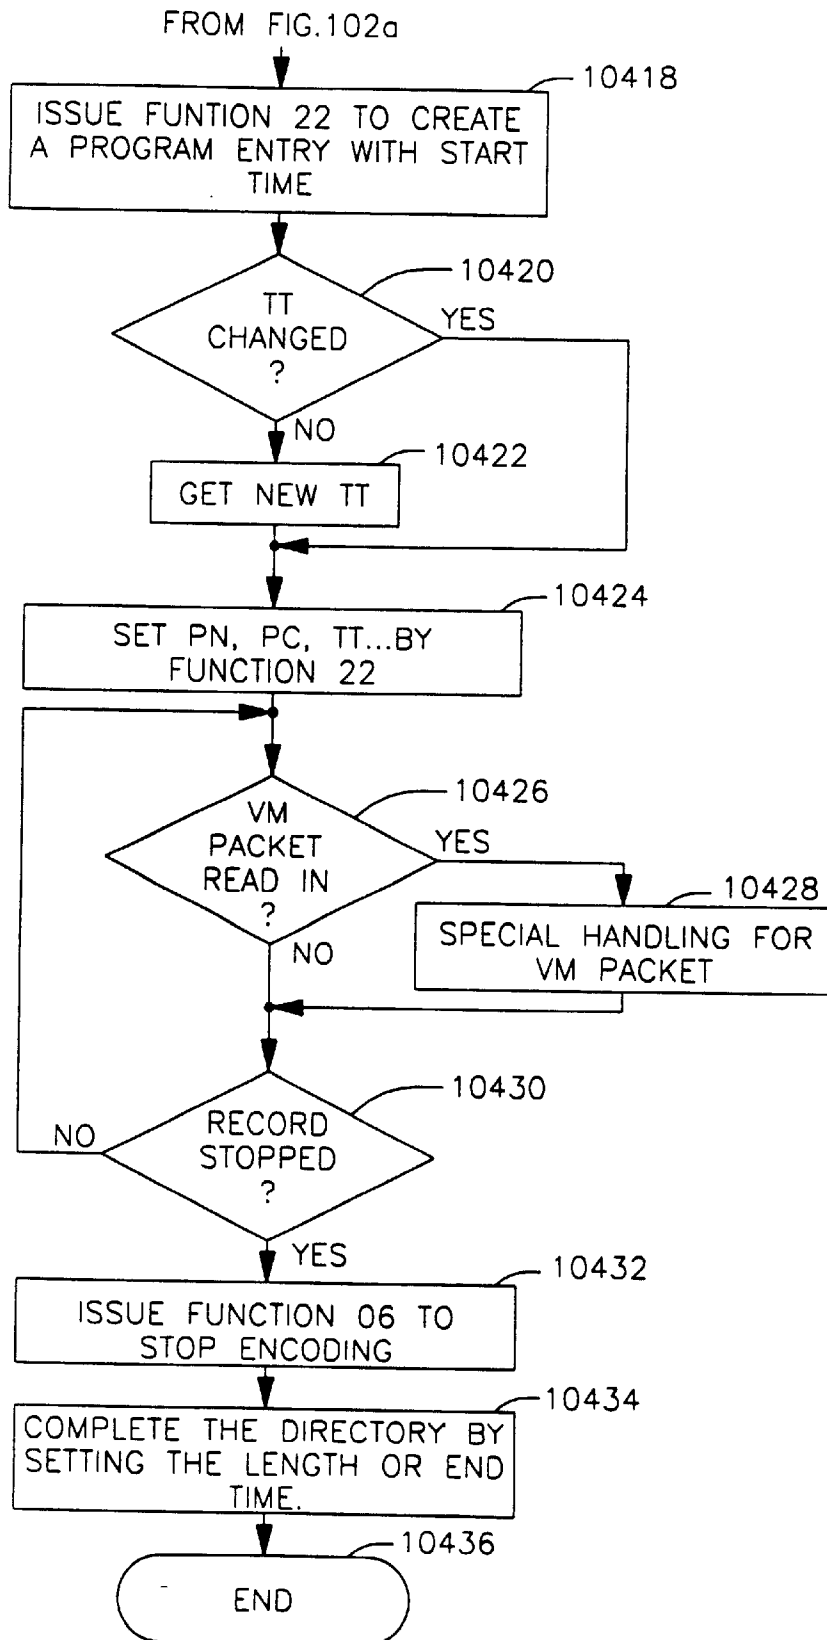 FROM FIG.102a
10418
ISSUE FUNTION 22 TO CREATE
A PROGRAM ENTRY WITH START
TIME
10420
TT
CHANGED
?
YES
NO
10422
GET NEW TT
10424
SET PN, PC, TT...BY
FUNCTION 22
10426
VM
PACKET
READ IN
?
YES
NO
10428
SPECIAL HANDLING FOR
VM PACKET
10430
RECORD
STOPPED
?
NO
YES
10432
ISSUE FUNCTION 06 TO
STOP ENCODING
10434
COMPLETE THE DIRECTORY BY
SETTING THE LENGTH OR END
TIME.
10436
END